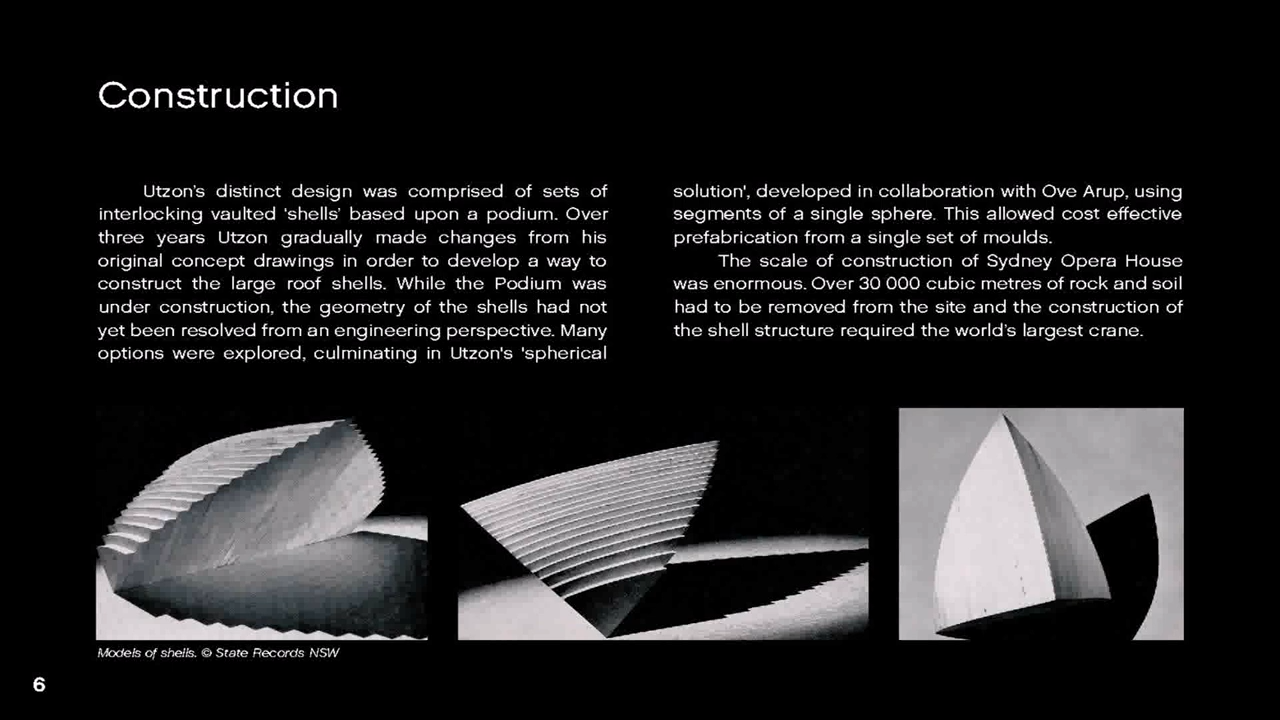 Construction
Utzon's distinct design was comprised of sets of
interlocking vaulted 'shells' based upon a podium. Over
three years Utzon gradually made changes from his
original concept drawings in order to develop a way to
construct the large roof shells. While the Podium was
under construction, the geometry of the shells had not
yet been resolved from an engineering perspective. Many
options were explored, culminating in Utzon's 'spherical
solution', developed in collaboration with Ove Arup, using
segments of a single sphere. This allowed cost effective
prefabrication from a single set of moulds.
The scale of construction of Sydney Opera House
was enormous. Over 30 000 cubic metres of rock and soil
had to be removed from the site and the construction of
the shell structure required the world's largest crane.
Models of shells. © State Records NSW
6